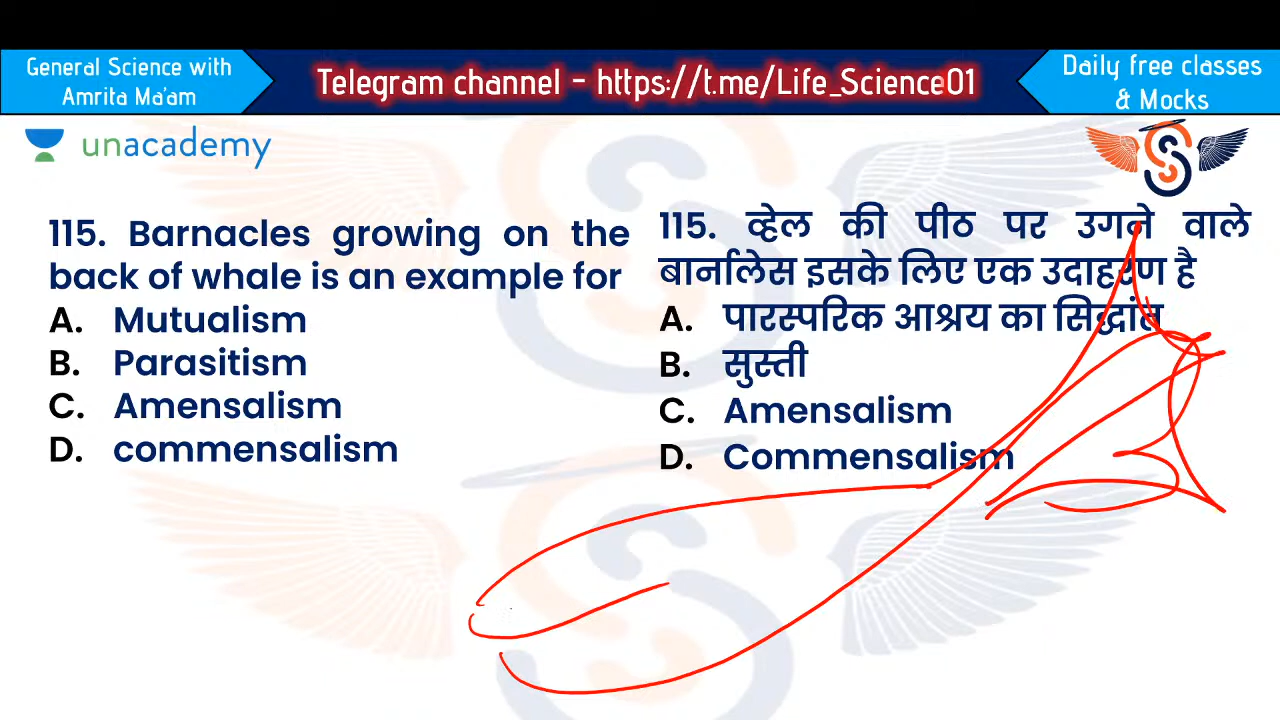 General Science with
Amrita Ma'am
Telegram channel - https://t.me/Life_Science01
Daily free classes
& Mocks
unacademy
115. Barnacles growing on the
back of whale is an example for
A. Mutualism
B. Parasitism
C. Amensalism
D. commensalism
115. व्हेल की पीठ पर उगने वाले
बार्नालेस इसके लिए एक उदाहरण है
A. पारस्परिक आश्रय का सिद्धांत
B. सुस्ती
C. Amensalism
D. Commensalism